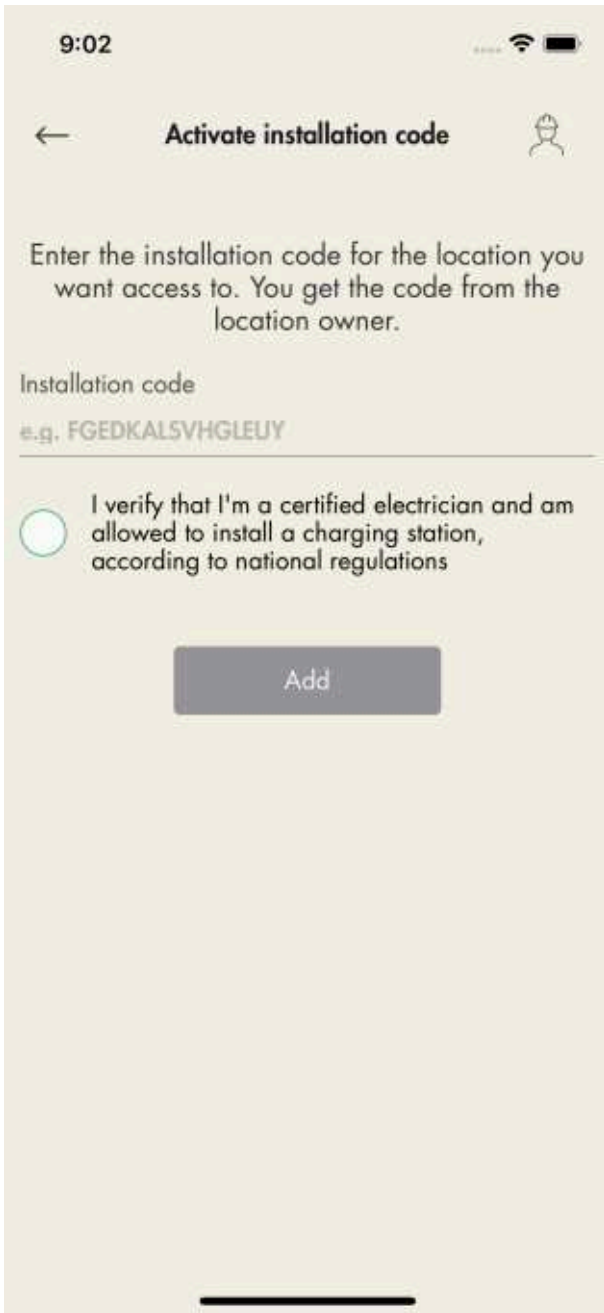 9:02
Activate installation code
Enter the installation code for the location you
want access to. You get the code from the
location owner.
Installation code
e.g. FGEDKALSVHGLEUY
I verify that I'm a certified electrician and am
allowed to install a charging station,
according to national regulations
Add